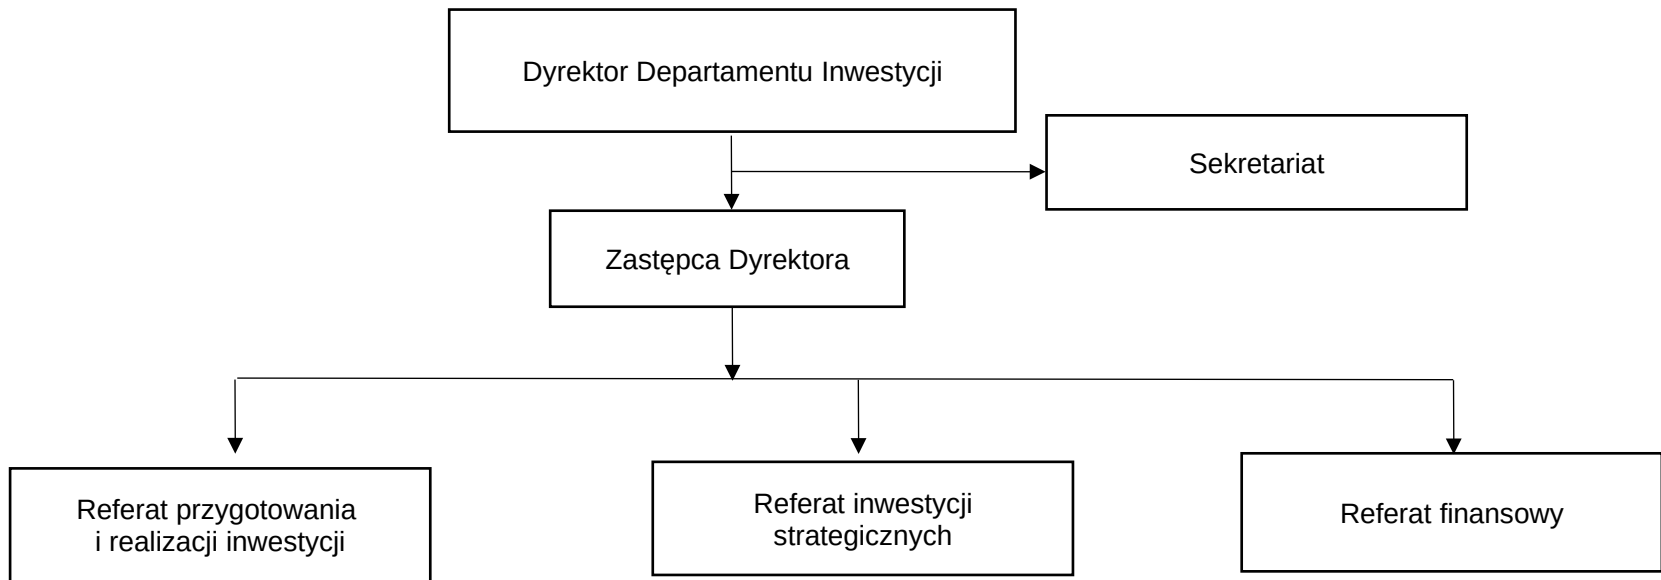 Dyrektor Departamentu Inwestycji
Sekretariat
Zastępca Dyrektora
Referat przygotowania
i realizacji inwestycji
Referat inwestycji
strategicznych
Referat finansowy